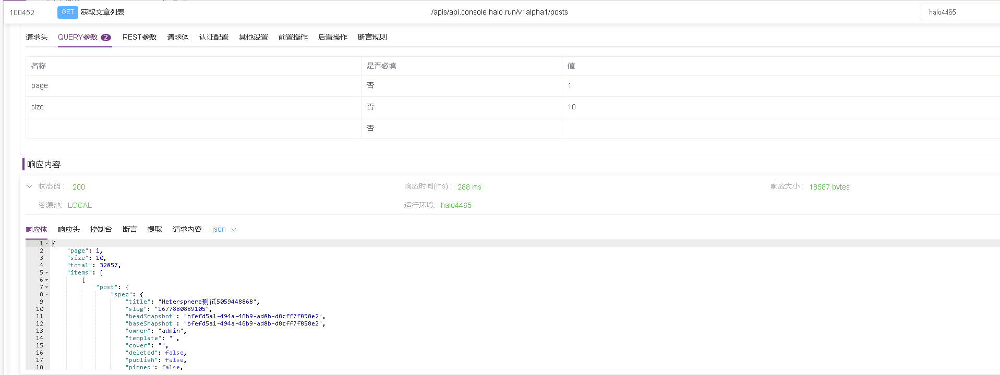 100452 GET 获取文章列表 /apis/api.console.halo.run/v1alpha1/posts halo4465
请求头 QUERY参数 2 REST参数 请求体 认证配置 其他设置 前置操作 后置操作 断言规则
名称 是否必填 值
page 否 1
size 否 10
否
响应内容
状态码 : 200 响应时间(ms) : 288 ms 响应大小 : 18587 bytes
资源池: LOCAL 运行环境: halo4465
响应体 响应头 控制台 断言 提取 请求内容 json
1 {
2 "page": 1,
3 "size": 10,
4 "total": 32857,
5 "items": [
6 {
7 "post": {
8 "spec": {
9 "title": "Metersphere测试5059448868",
10 "slug": "1677880889105",
11 "headSnapshot": "bfefd5a1-494a-46b9-ad8b-d8cff7f858e2",
12 "baseSnapshot": "bfefd5a1-494a-46b9-ad8b-d8cff7f858e2",
13 "owner": "admin",
14 "template": "",
15 "cover": "",
16 "deleted": false,
17 "publish": false,
18 "pinned": false,